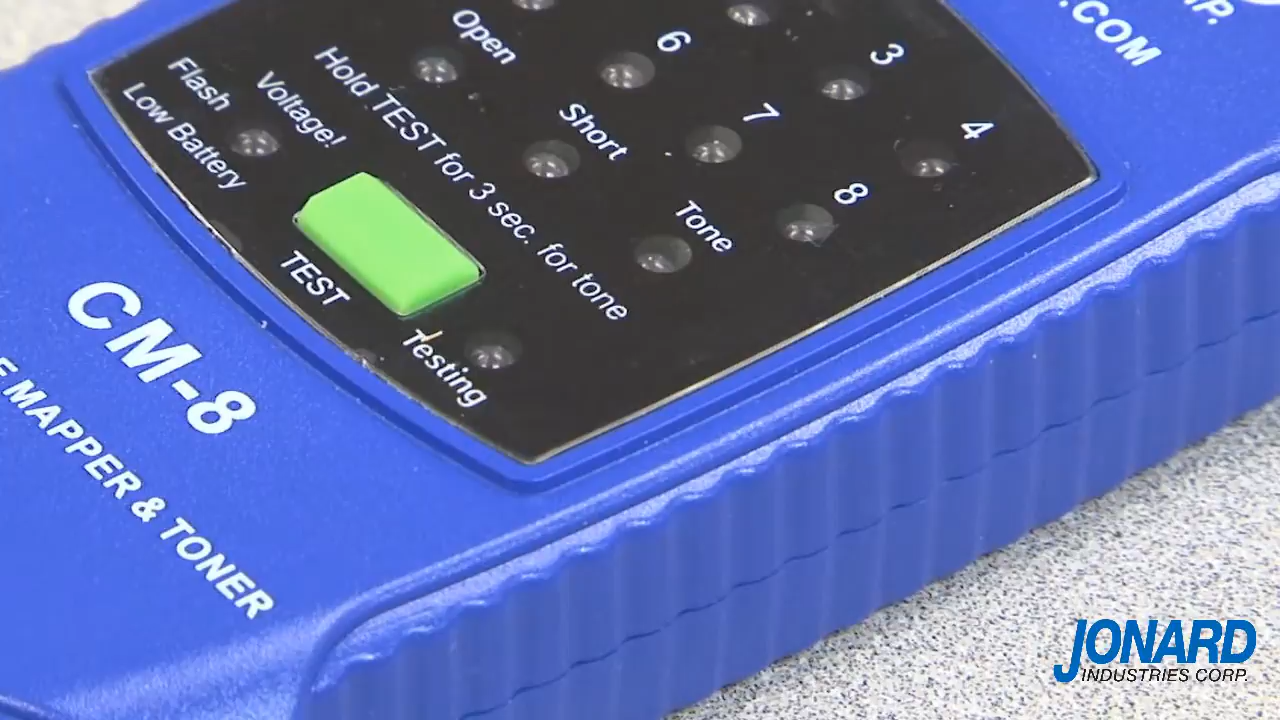 .COM
3
4
6
7
8
Open
Short
Tone
Hold TEST for 3 sec. for tone
Voltage!
Flash
Low Battery
TEST
Testing
CM-8
MAPPER & TONER
JONARD
INDUSTRIES CORP.